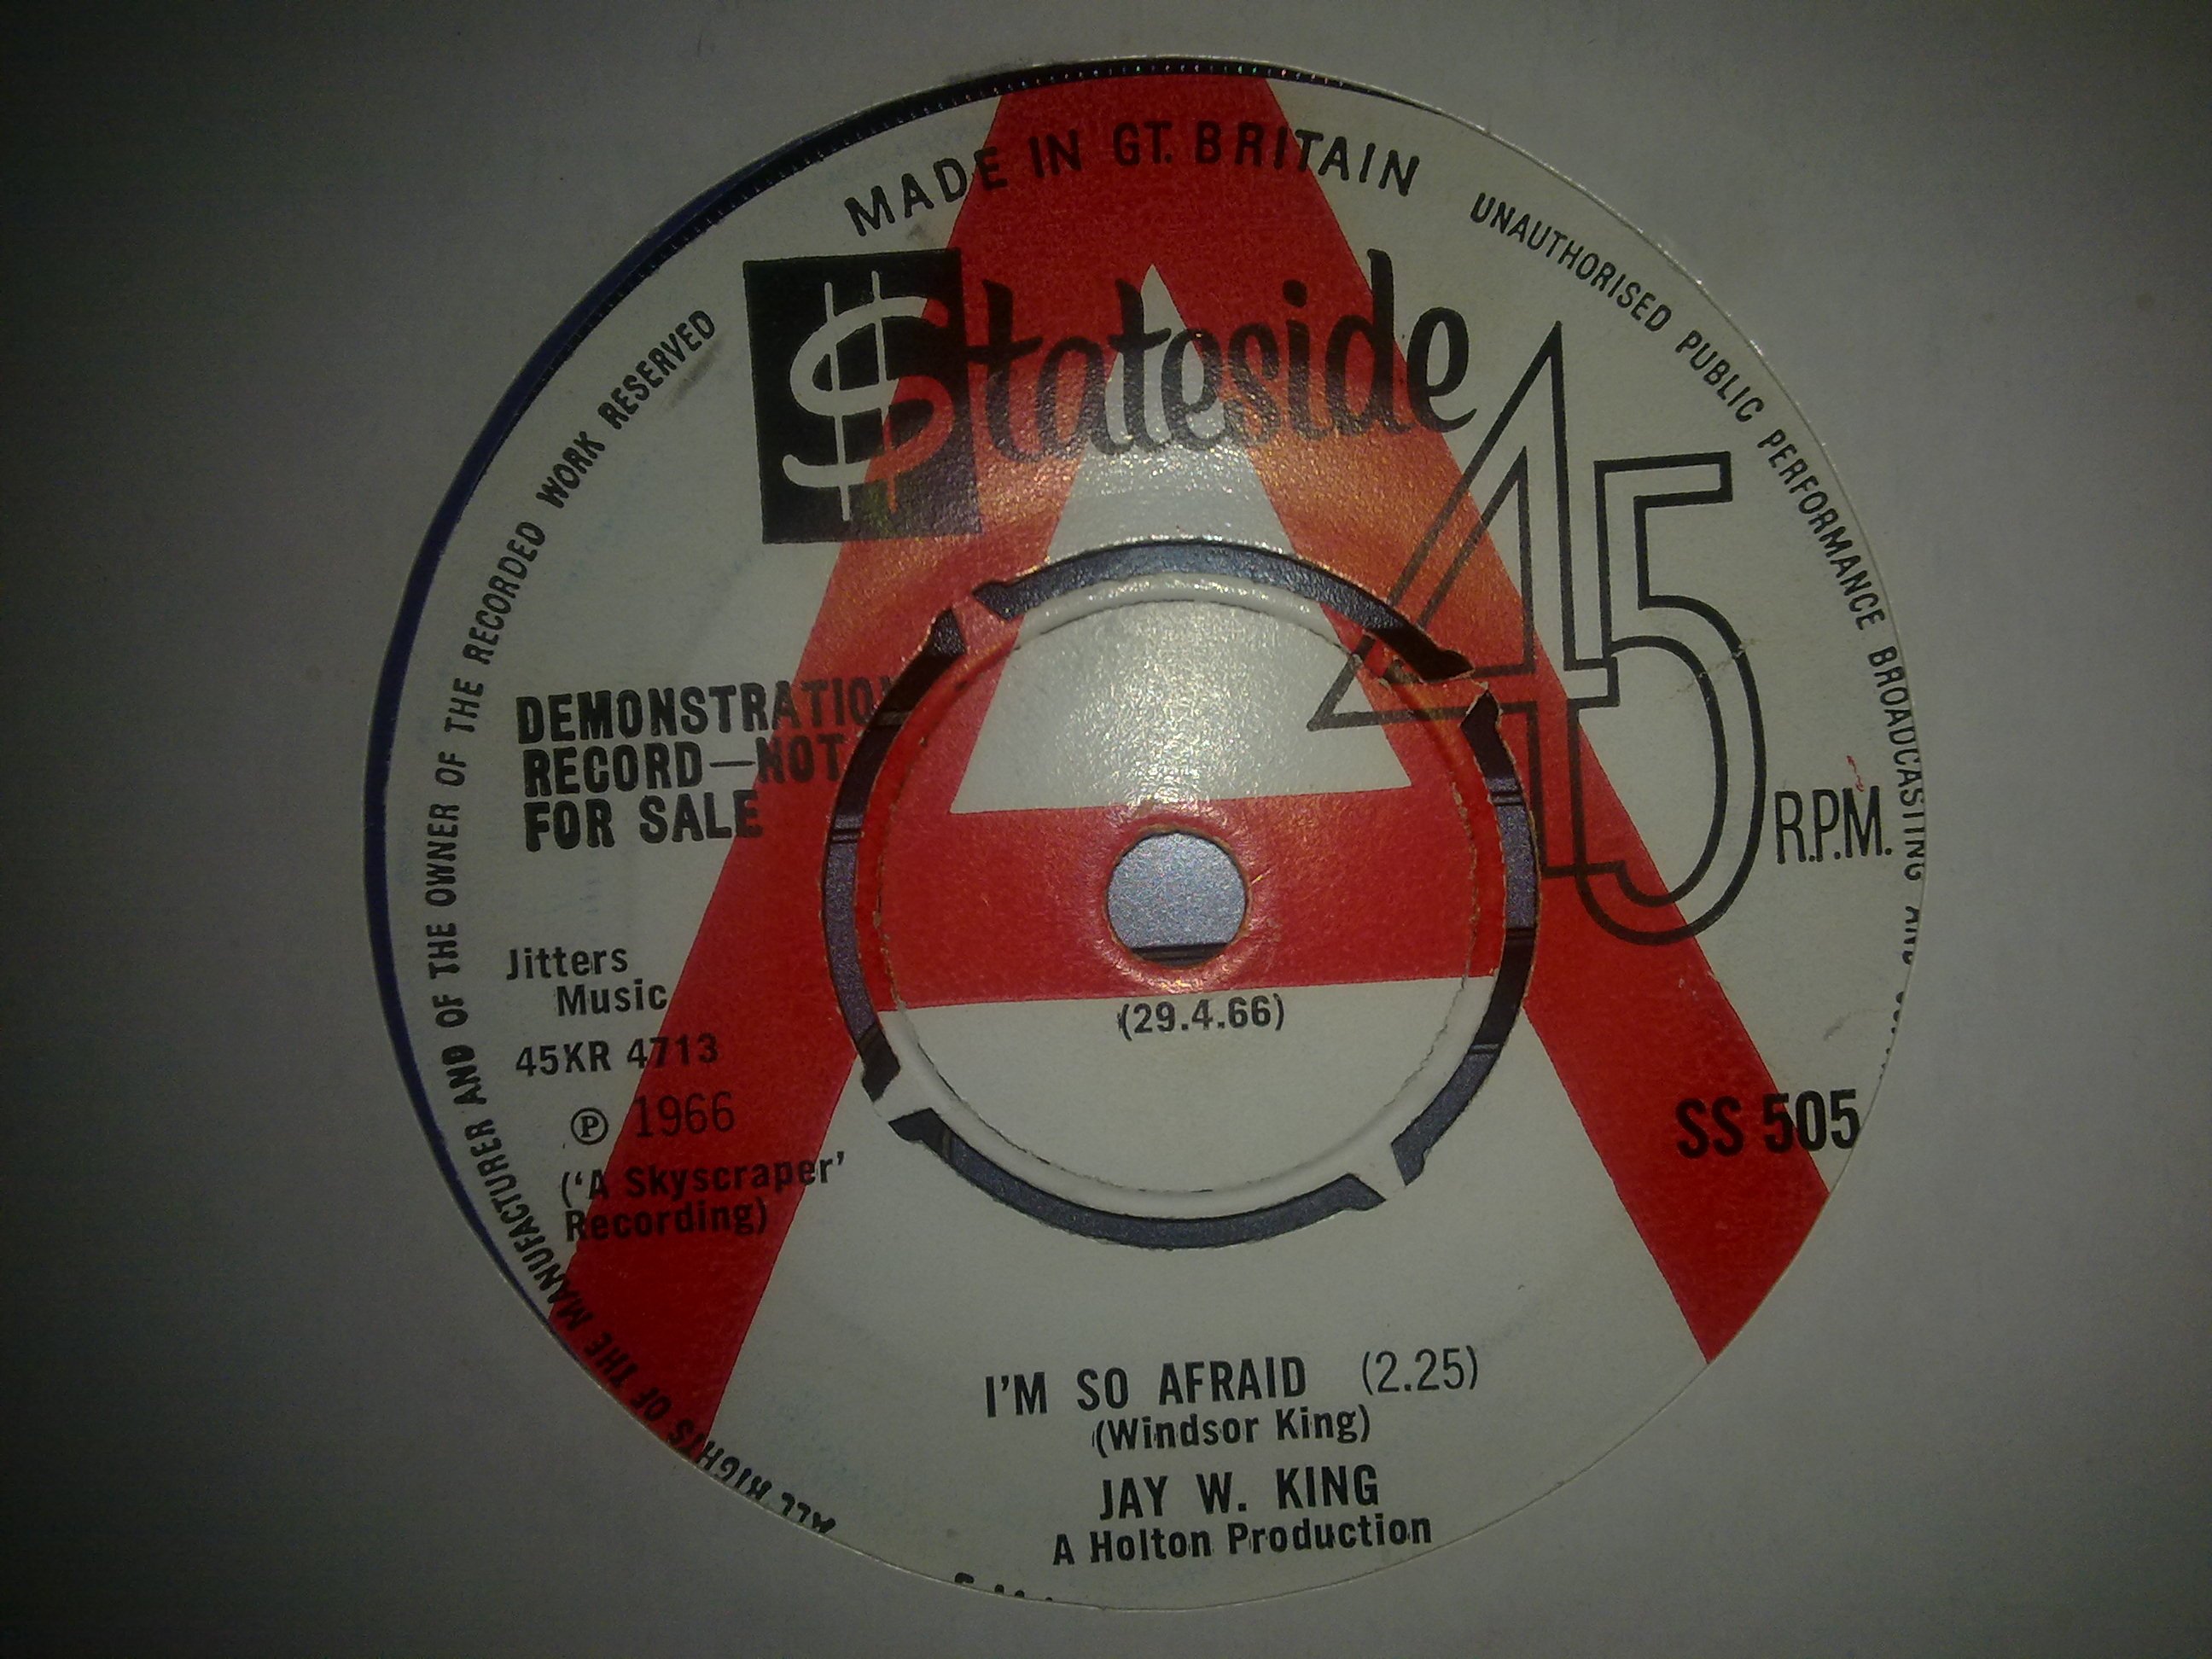 MADE IN GT. BRITAIN
UNAUTHORISED PUBLIC PERFORMANCE BROADCASTING
ALL RIGHTS OF THE MANUFACTURER AND OF THE OWNER OF THE RECORDED WORK RESERVED
A
Stateside
45
R.P.M.
DEMONSTRATION
RECORD—NOT
FOR SALE
Jitters
Music
45KR 4713
℗ 1966
('A Skyscraper'
Recording)
(29.4.66)
SS 505
I'M SO AFRAID (2.25)
(Windsor King)
JAY W. KING
A Holton Production